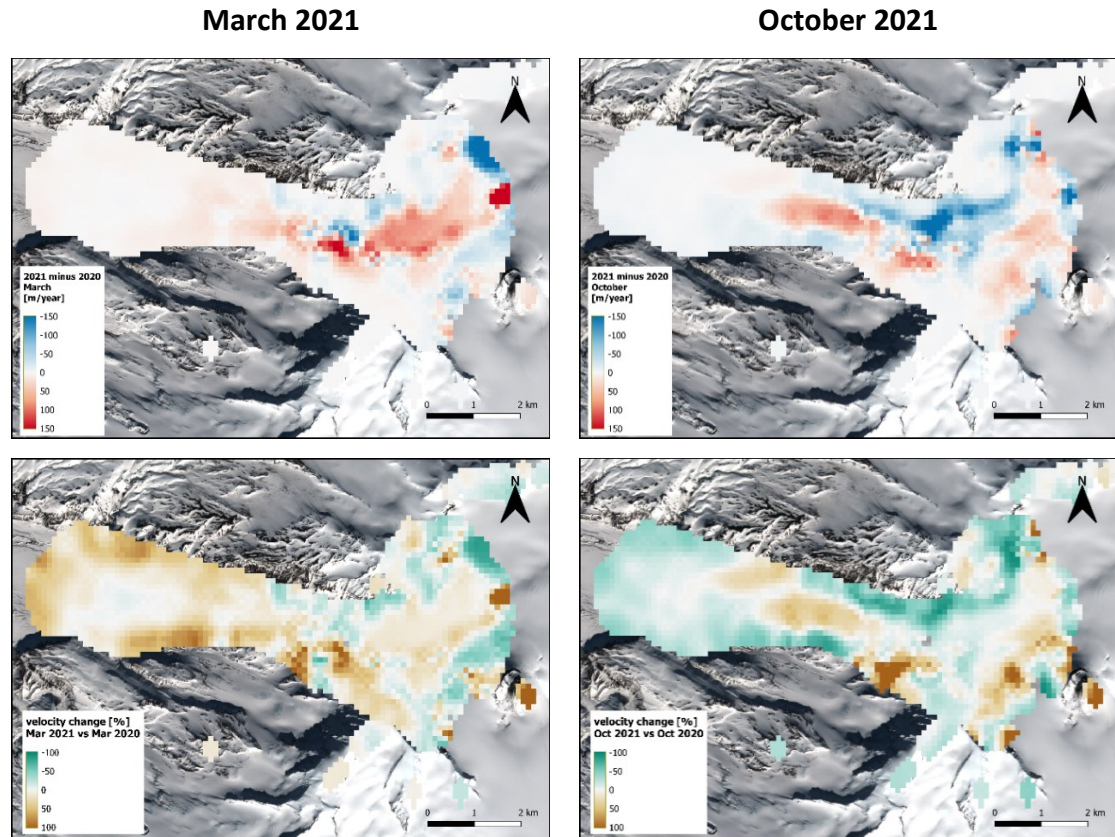 March 2021
October 2021
N
2021 minus 2020
March
[m/year]
-150
-100
-50
0
50
100
150
0 1 2 km
N
2021 minus 2020
October
[m/year]
-150
-100
-50
0
50
100
150
0 1 2 km
N
velocity change [%]
Mar 2021 vs Mar 2020
-100
-50
0
50
100
0 1 2 km
N
velocity change [%]
Oct 2021 vs Oct 2020
-100
-50
0
50
100
0 1 2 km